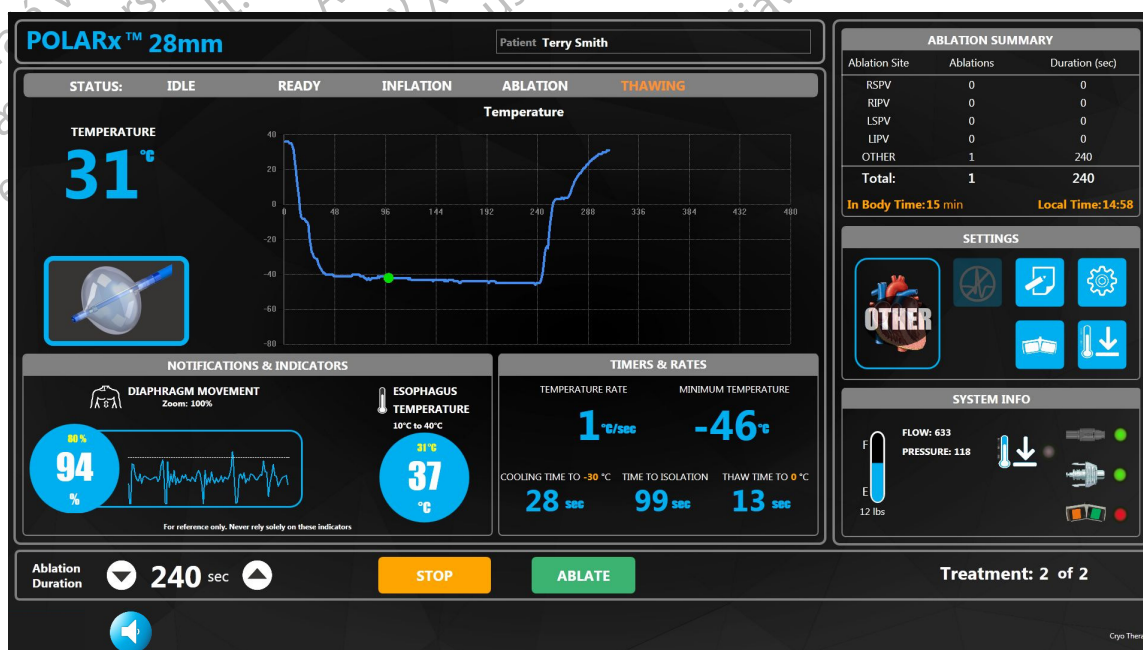 POLARx™ 28mm
Patient Terry Smith
STATUS: IDLE READY INFLATION ABLATION THAWING
TEMPERATURE
31 °C
Temperature
40
20
0
-20
-40
-60
-80
0 48 96 144 192 240 288 336 384 432 480
NOTIFICATIONS & INDICATORS
DIAPHRAGM MOVEMENT
Zoom: 100%
80 %
94
%
For reference only. Never rely solely on these indicators
ESOPHAGUS
TEMPERATURE
10°C to 40°C
31 °C
37
°C
TIMERS & RATES
TEMPERATURE RATE MINIMUM TEMPERATURE
1 °C/sec -46 °C
COOLING TIME TO -30 °C TIME TO ISOLATION THAW TIME TO 0 °C
28 sec 99 sec 13 sec
ABLATION SUMMARY
Ablation Site Ablations Duration (sec)
RSPV 0 0
RIPV 0 0
LSPV 0 0
LIPV 0 0
OTHER 1 240
Total: 1 240
In Body Time: 15 min Local Time: 14:58
SETTINGS
OTHER
SYSTEM INFO
F
E
12 lbs
FLOW: 633
PRESSURE: 118
Ablation
Duration
240 sec
STOP
ABLATE
Treatment: 2 of 2